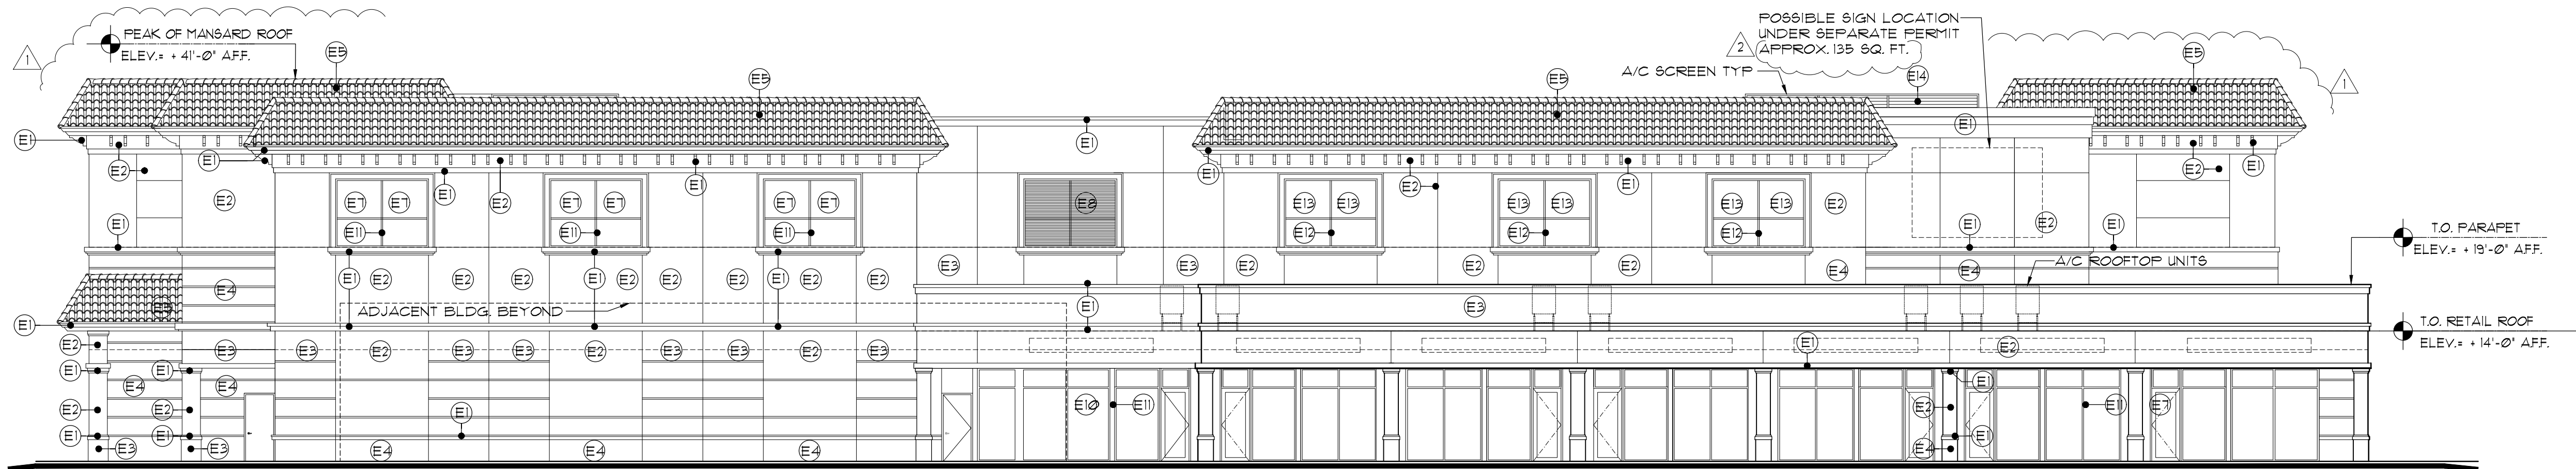 POSSIBLE SIGN LOCATION
UNDER SEPARATE PERMIT
APPROX. 135 SQ. FT.
PEAK OF MANSARD ROOF
ELEV.= + 41'-0" A.F.F.
1
2
1
A/C SCREEN TYP
E5
E5
E5
E14
E5
E1
E1
E1
E2
E1
E2
E1
E1
E2
E1
E1
E2
E1
E2
E2
E1
E2
E7 E7
E7 E7
E7 E7
E8
E13 E13
E13 E13
E13 E13
E2
E11
E11
E11
E12
E12
E12
E1
E1
E2
E1
T.O. PARAPET
ELEV.= + 19'-0" A.F.F.
A/C ROOFTOP UNITS
E4
E1
E2
E2
E2
E1
E2
E2
E2
E1
E2
E3
E3
E2
E2
E2
E4
E4
E5
ADJACENT BLDG. BEYOND
E1
E3
E1
T.O. RETAIL ROOF
ELEV.= + 14'-0" A.F.F.
E2
E3
E3
E2
E3
E3
E2
E3
E3
E2
E3
E1
E2
E1
E4
E1
E4
E1
E2
E2
E1
E10
E11
E2
E11
E7
E1
E1
E1
E3
E3
E4
E4
E4
E4